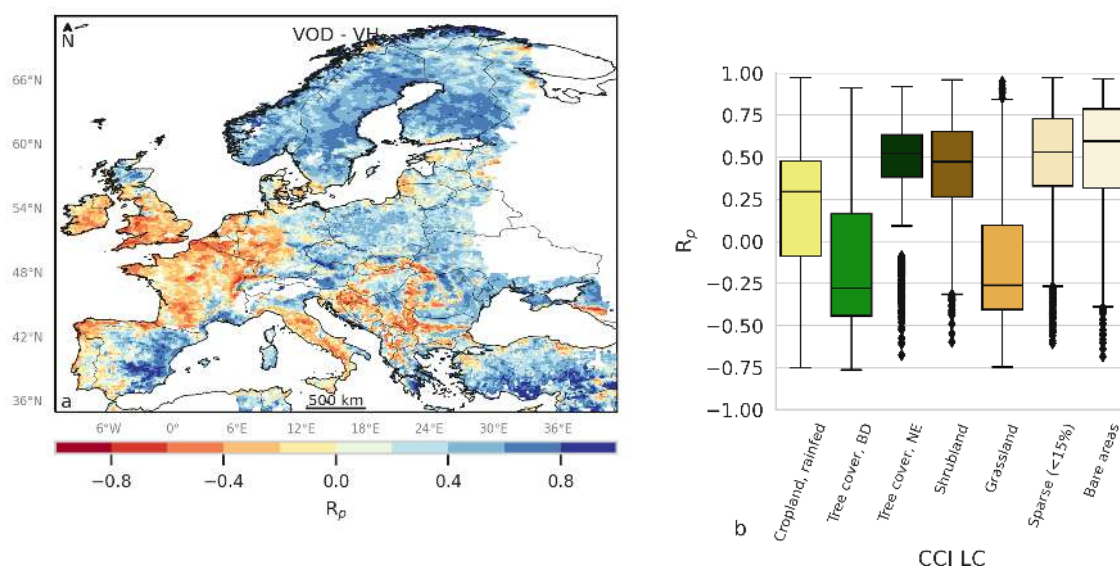 N
VOD - VH
66°N
60°N
54°N
48°N
42°N
36°N
a
500 km
6°W 0° 6°E 12°E 18°E 24°E 30°E 36°E
−0.8 −0.4 0.0 0.4 0.8
Rp
1.00
0.75
0.50
0.25
0.00
−0.25
−0.50
−0.75
−1.00
Rp
Cropland, rainfed
Tree cover, BD
Tree cover, NE
Shrubland
Grassland
Sparse (<15%)
Bare areas
b
CCI LC